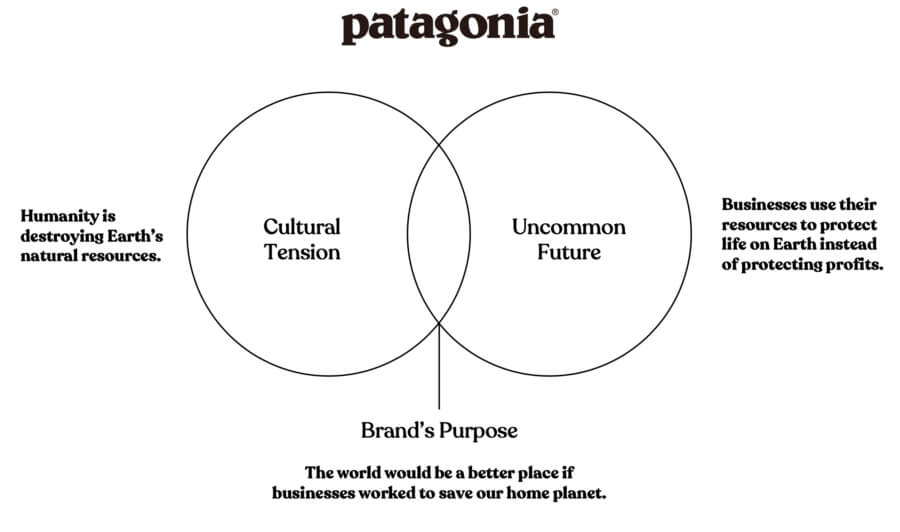 patagonia®
Humanity is
destroying Earth's
natural resources.
Cultural
Tension
Uncommon
Future
Businesses use their
resources to protect
life on Earth instead
of protecting profits.
Brand's Purpose
The world would be a better place if
businesses worked to save our home planet.